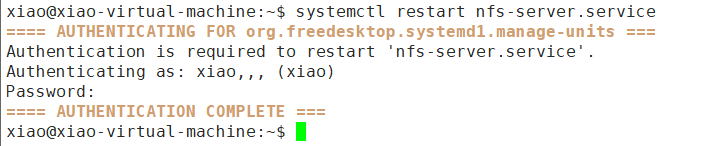 xiao@xiao-virtual-machine:~$ systemctl restart nfs-server.service
==== AUTHENTICATING FOR org.freedesktop.systemd1.manage-units ===
Authentication is required to restart 'nfs-server.service'.
Authenticating as: xiao,,, (xiao)
Password:
==== AUTHENTICATION COMPLETE ===
xiao@xiao-virtual-machine:~$